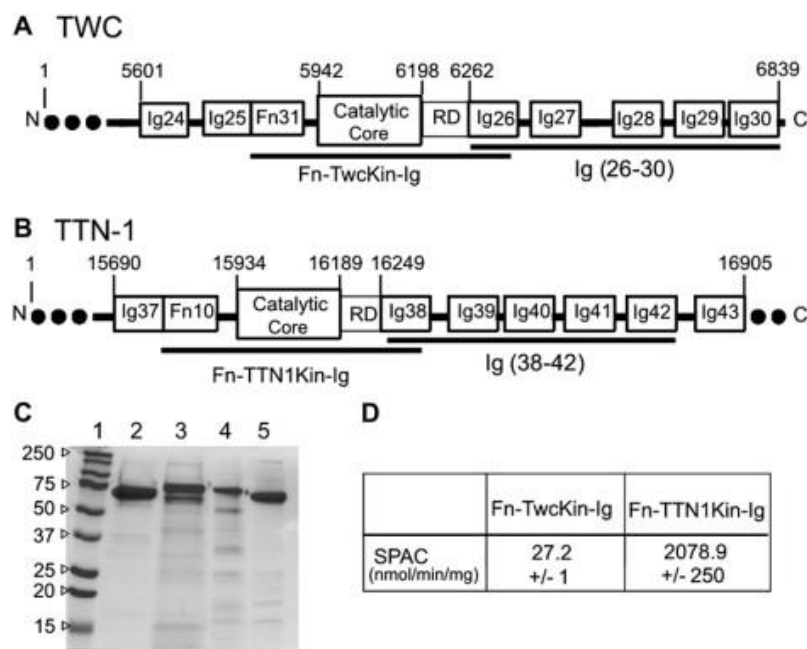 A TWC
1 5601 5942 6198 6262 6839
N Ig24 Ig25 Fn31 Catalytic Core RD Ig26 Ig27 Ig28 Ig29 Ig30 C
Fn-TwcKin-Ig Ig (26-30)
B TTN-1
1 15690 15934 16189 16249 16905
N Ig37 Fn10 Catalytic Core RD Ig38 Ig39 Ig40 Ig41 Ig42 Ig43 C
Fn-TTN1Kin-Ig Ig (38-42)
C 1 2 3 4 5
250
75
50
37
25
20
15
D
Fn-TwcKin-Ig Fn-TTN1Kin-Ig
SPAC 27.2 2078.9
(nmol/min/mg) +/- 1 +/- 250